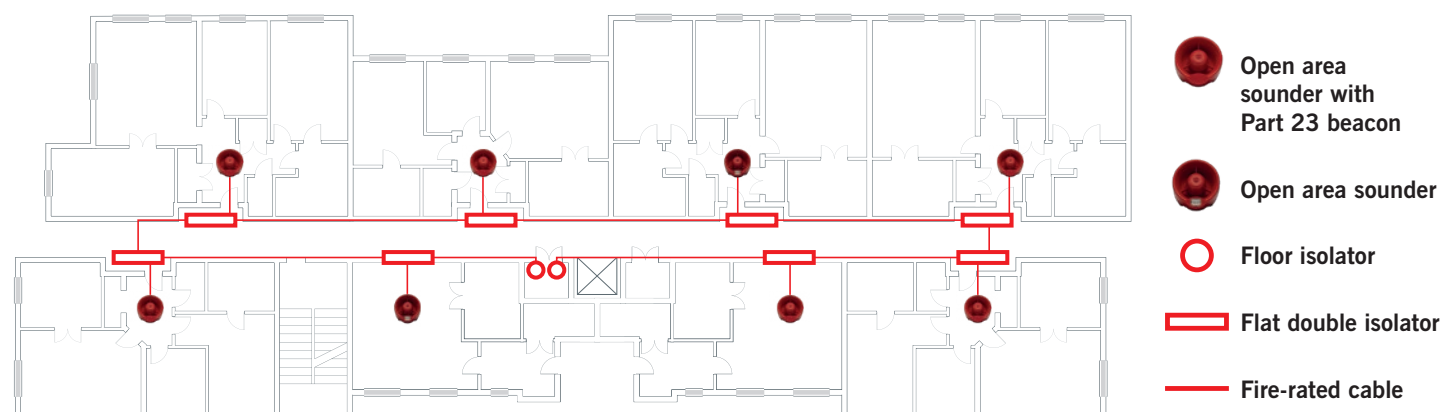 Open area
sounder with
Part 23 beacon
Open area sounder
Floor isolator
Flat double isolator
Fire-rated cable